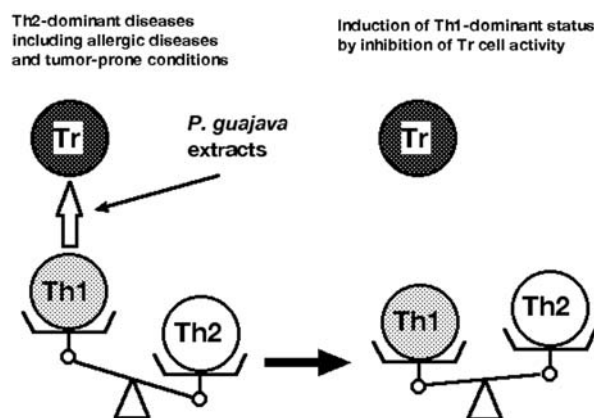 Th2-dominant diseases
including allergic diseases
and tumor-prone conditions
Induction of Th1-dominant status
by inhibition of Tr cell activity
Tr
P. guajava
extracts
Tr
Th1
Th2
Th1
Th2